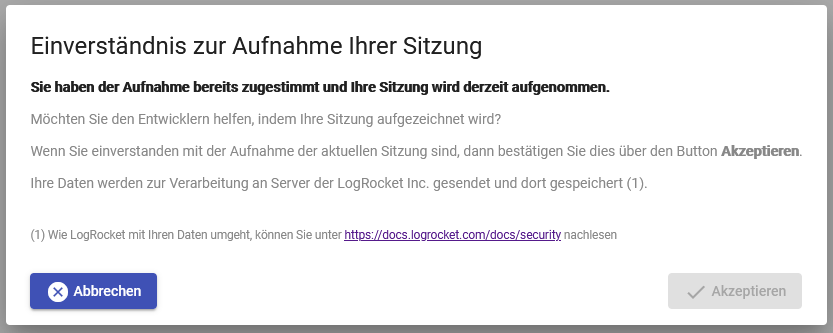 Einverständnis zur Aufnahme Ihrer Sitzung
Sie haben der Aufnahme bereits zugestimmt und Ihre Sitzung wird derzeit aufgenommen.
Möchten Sie den Entwicklern helfen, indem Ihre Sitzung aufgezeichnet wird?
Wenn Sie einverstanden mit der Aufnahme der aktuellen Sitzung sind, dann bestätigen Sie dies über den Button Akzeptieren.
Ihre Daten werden zur Verarbeitung an Server der LogRocket Inc. gesendet und dort gespeichert (1).
(1) Wie LogRocket mit Ihren Daten umgeht, können Sie unter https://docs.logrocket.com/docs/security nachlesen
Abbrechen
Akzeptieren